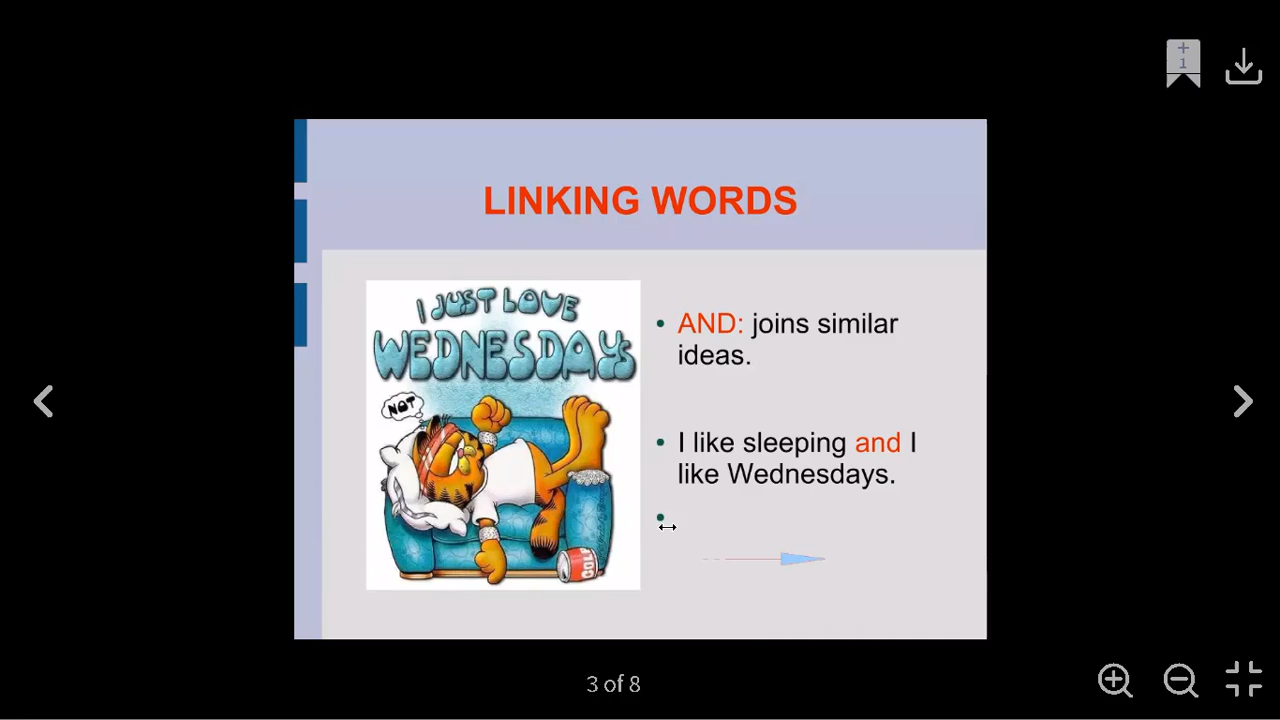 +
1
LINKING WORDS
I JUST LOVE
WEDNESDAYS
NOT
COLA
• AND: joins similar
ideas.
• I like sleeping and I
like Wednesdays.
•
3 of 8